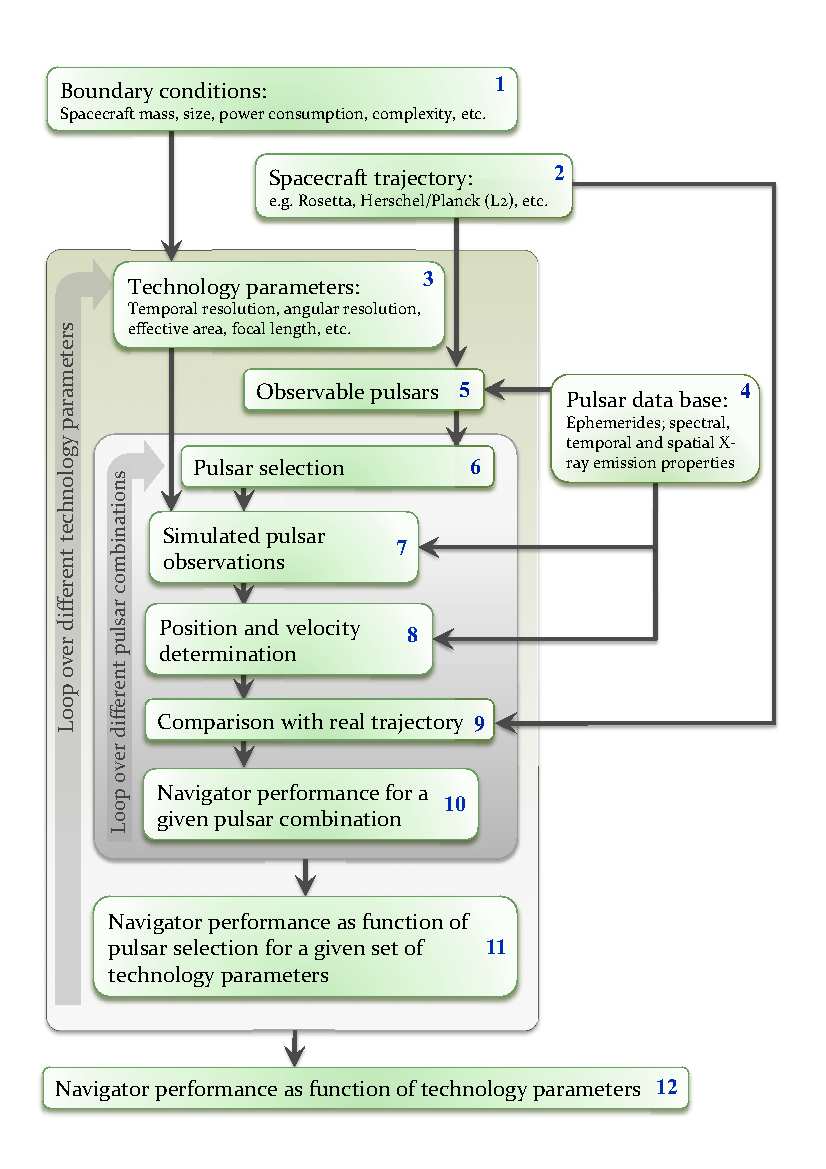 Boundary conditions: 1
Spacecraft mass, size, power consumption, complexity, etc.
Spacecraft trajectory: 2
e.g. Rosetta, Herschel/Planck (L2), etc.
Technology parameters: 3
Temporal resolution, angular resolution,
effective area, focal length, etc.
Pulsar data base: 4
Ephemerides; spectral,
temporal and spatial X-
ray emission properties
Observable pulsars 5
Pulsar selection 6
Simulated pulsar
observations 7
Position and velocity
determination 8
Comparison with real trajectory 9
Navigator performance for a
given pulsar combination 10
Navigator performance as function of
pulsar selection for a given set of
technology parameters 11
Navigator performance as function of technology parameters 12
Loop over different technology parameters
Loop over different pulsar combinations